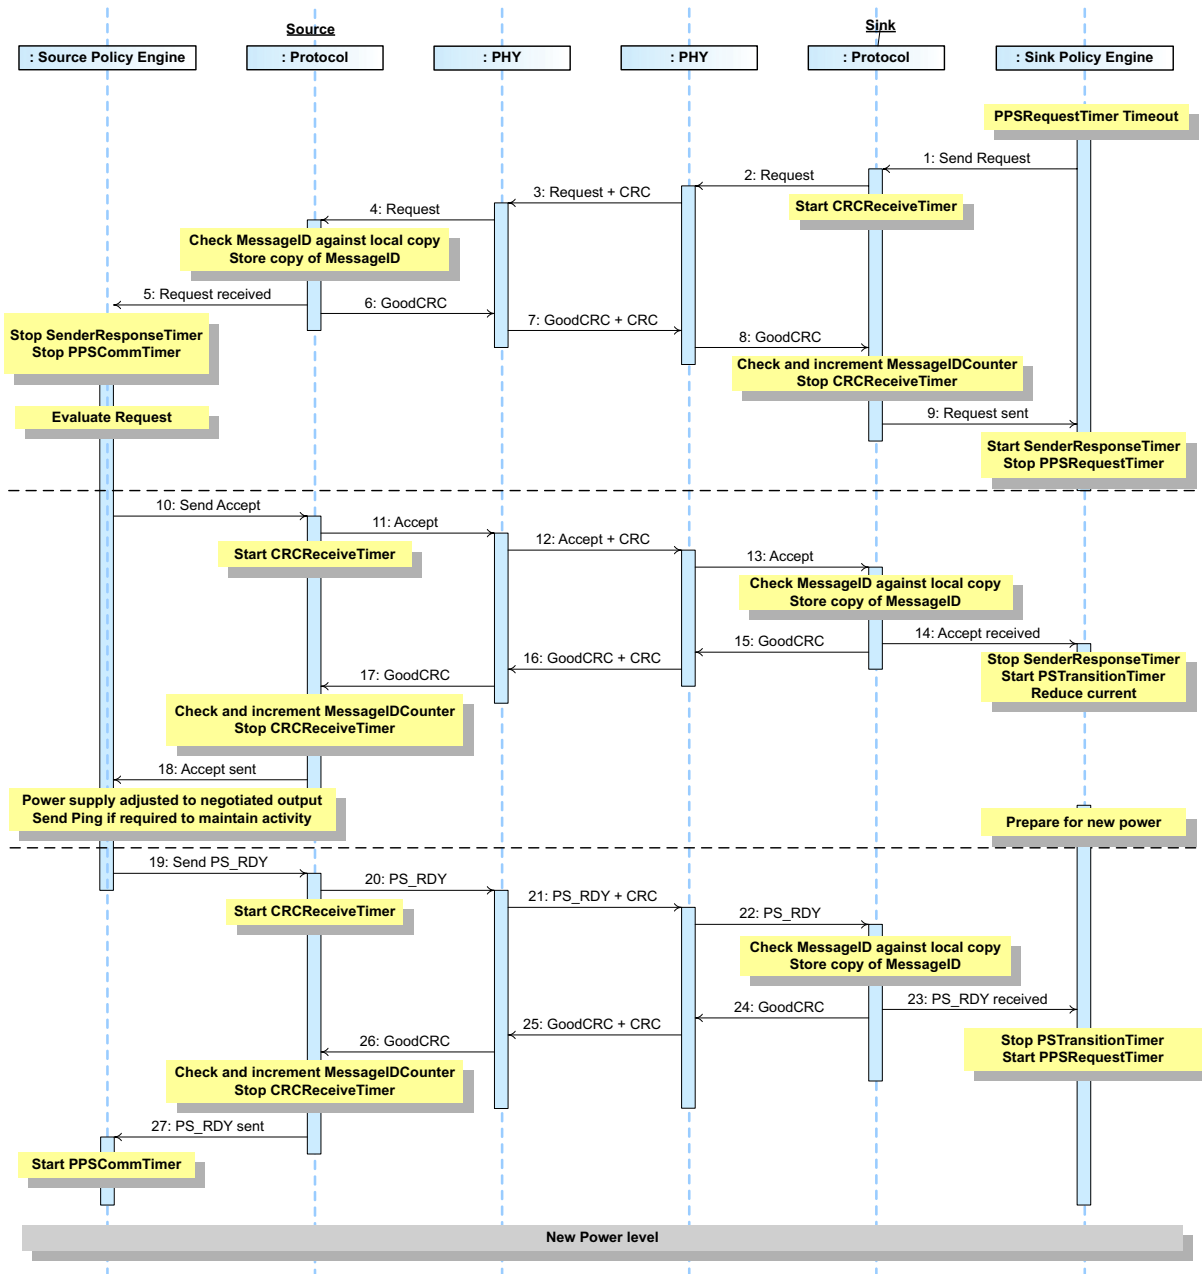 Source
Sink
: Source Policy Engine
: Protocol
: PHY
: PHY
: Protocol
: Sink Policy Engine
PPSRequestTimer Timeout
1: Send Request
2: Request
3: Request + CRC
Start CRCReceiveTimer
4: Request
Check MessageID against local copy
Store copy of MessageID
5: Request received
6: GoodCRC
7: GoodCRC + CRC
Stop SenderResponseTimer
Stop PPSCommTimer
8: GoodCRC
Check and increment MessageIDCounter
Stop CRCReceiveTimer
Evaluate Request
9: Request sent
Start SenderResponseTimer
Stop PPSRequestTimer
10: Send Accept
11: Accept
Start CRCReceiveTimer
12: Accept + CRC
13: Accept
Check MessageID against local copy
Store copy of MessageID
14: Accept received
15: GoodCRC
16: GoodCRC + CRC
17: GoodCRC
Stop SenderResponseTimer
Start PSTransitionTimer
Reduce current
Check and increment MessageIDCounter
Stop CRCReceiveTimer
18: Accept sent
Power supply adjusted to negotiated output
Send Ping if required to maintain activity
Prepare for new power
19: Send PS_RDY
20: PS_RDY
21: PS_RDY + CRC
Start CRCReceiveTimer
22: PS_RDY
Check MessageID against local copy
Store copy of MessageID
23: PS_RDY received
24: GoodCRC
25: GoodCRC + CRC
26: GoodCRC
Stop PSTransitionTimer
Start PPSRequestTimer
Check and increment MessageIDCounter
Stop CRCReceiveTimer
27: PS_RDY sent
Start PPSCommTimer
New Power level